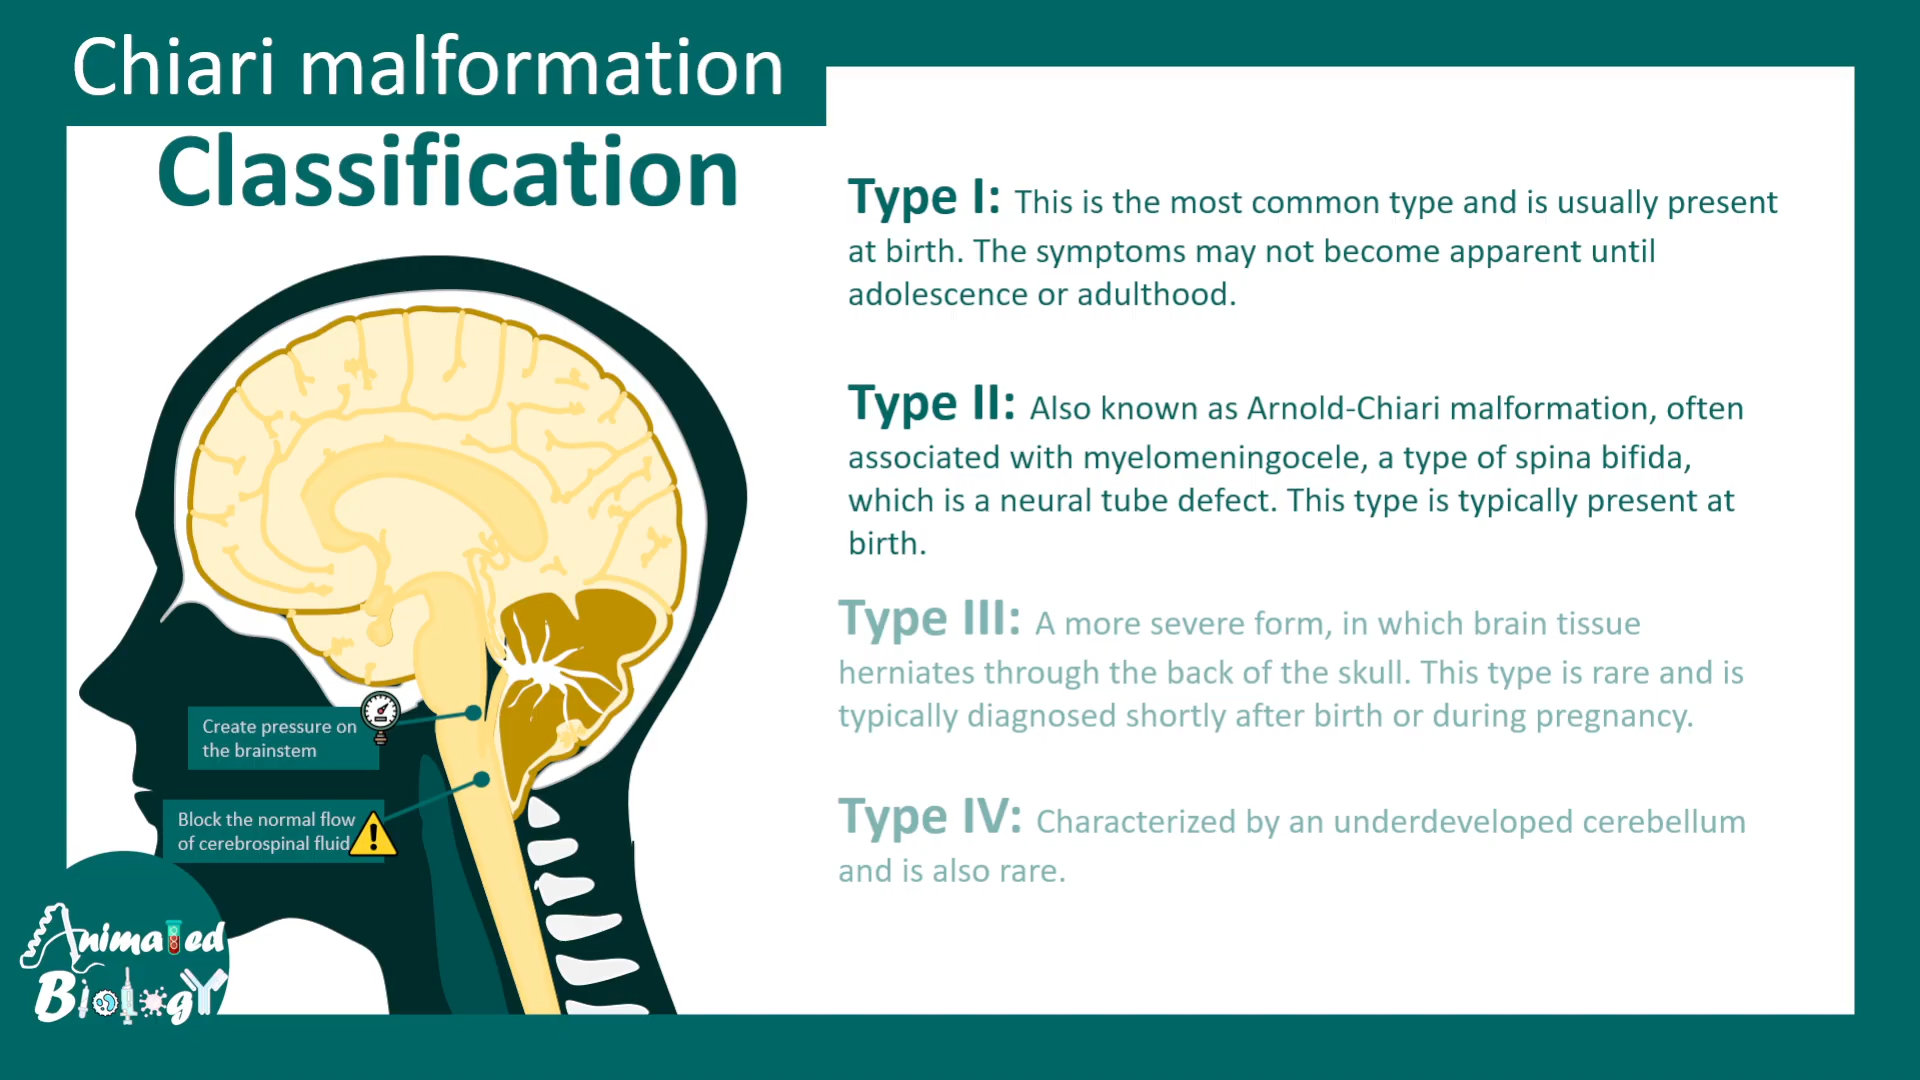 Chiari malformation
Classification
Type I: This is the most common type and is usually present
at birth. The symptoms may not become apparent until
adolescence or adulthood.
Type II: Also known as Arnold-Chiari malformation, often
associated with myelomeningocele, a type of spina bifida,
which is a neural tube defect. This type is typically present at
birth.
Type III: A more severe form, in which brain tissue
herniates through the back of the skull. This type is rare and is
typically diagnosed shortly after birth or during pregnancy.
Type IV: Characterized by an underdeveloped cerebellum
and is also rare.
Create pressure on
the brainstem
Block the normal flow
of cerebrospinal fluid
Animated
Biology